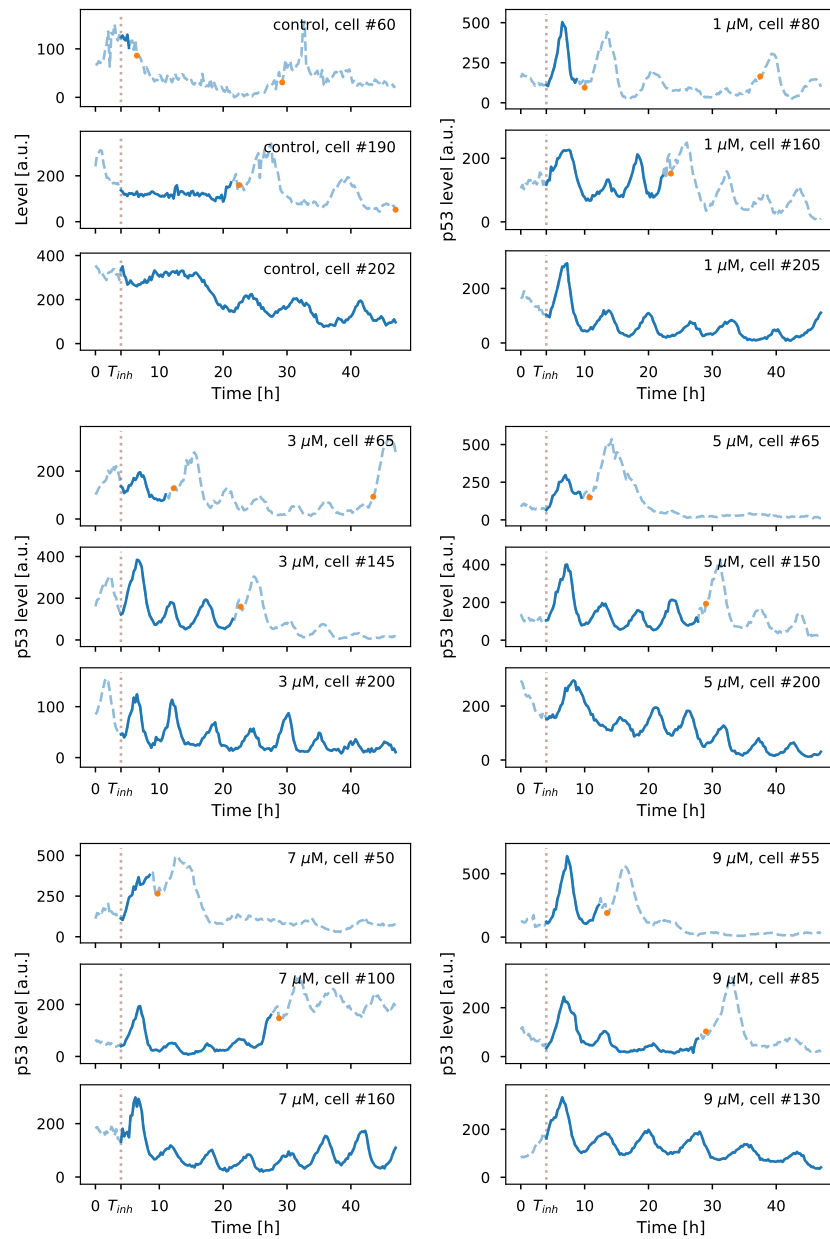 control, cell #60
100
0
control, cell #190
Level [a.u.]
200
0
control, cell #202
400
200
0
0 T_inh 10 20 30 40
Time [h]
1 μM, cell #80
500
250
0
1 μM, cell #160
p53 level [a.u.]
200
0
1 μM, cell #205
200
0
0 T_inh 10 20 30 40
Time [h]
3 μM, cell #65
200
0
3 μM, cell #145
p53 level [a.u.]
400
200
0
3 μM, cell #200
100
0
0 T_inh 10 20 30 40
Time [h]
5 μM, cell #65
500
250
0
5 μM, cell #150
p53 level [a.u.]
400
200
0
5 μM, cell #200
200
0
0 T_inh 10 20 30 40
Time [h]
7 μM, cell #50
500
250
0
7 μM, cell #100
p53 level [a.u.]
200
0
7 μM, cell #160
200
0
0 T_inh 10 20 30 40
Time [h]
9 μM, cell #55
500
0
9 μM, cell #85
p53 level [a.u.]
200
0
9 μM, cell #130
200
0
0 T_inh 10 20 30 40
Time [h]